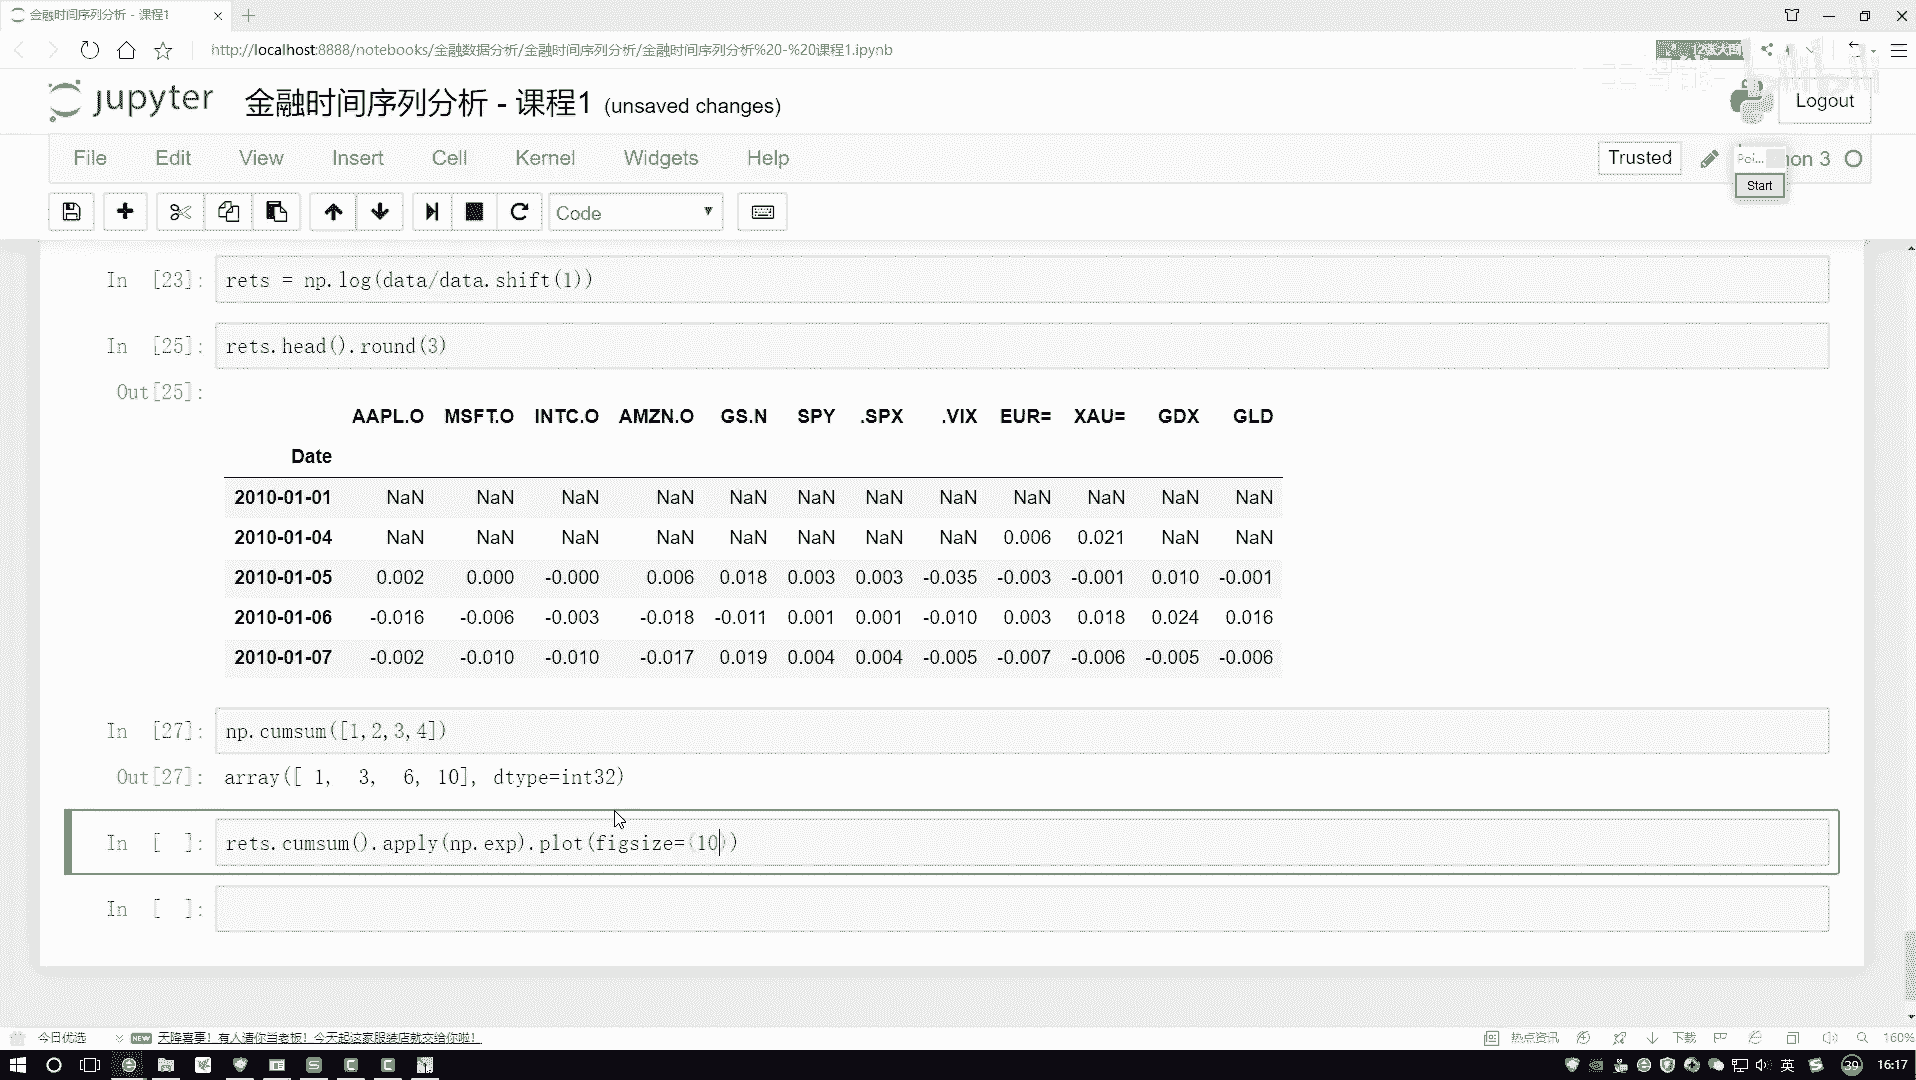 金融时间序列分析 - 课程1
http://localhost:8888/notebooks/金融数据分析/金融时间序列分析/金融时间序列分析%20-%20课程1.ipynb
12张大图
bilibili
jupyter 金融时间序列分析 - 课程1 (unsaved changes)
Logout
File Edit View Insert Cell Kernel Widgets Help
Trusted
Poi...
on 3
Start
Code
In [23]: rets = np.log(data/data.shift(1))
In [25]: rets.head().round(3)
Out[25]:
AAPL.O MSFT.O INTC.O AMZN.O GS.N SPY .SPX .VIX EUR= XAU= GDX GLD
Date
2010-01-01 NaN NaN NaN NaN NaN NaN NaN NaN NaN NaN NaN NaN
2010-01-04 NaN NaN NaN NaN NaN NaN NaN NaN 0.006 0.021 NaN NaN
2010-01-05 0.002 0.000 -0.000 0.006 0.018 0.003 0.003 -0.035 -0.003 -0.001 0.010 -0.001
2010-01-06 -0.016 -0.006 -0.003 -0.018 -0.011 0.001 0.001 -0.010 0.003 0.018 0.024 0.016
2010-01-07 -0.002 -0.010 -0.010 -0.017 0.019 0.004 0.004 -0.005 -0.007 -0.006 -0.005 -0.006
In [27]: np.cumsum([1,2,3,4])
Out[27]: array([ 1, 3, 6, 10], dtype=int32)
In [ ]: rets.cumsum().apply(np.exp).plot(figsize=(10))
In [ ]:
今日优选
NEW 天降喜事！有人请你当老板！今天起这家服装店就交给你啦！
热点资讯
下载
160%
英
39
16:17